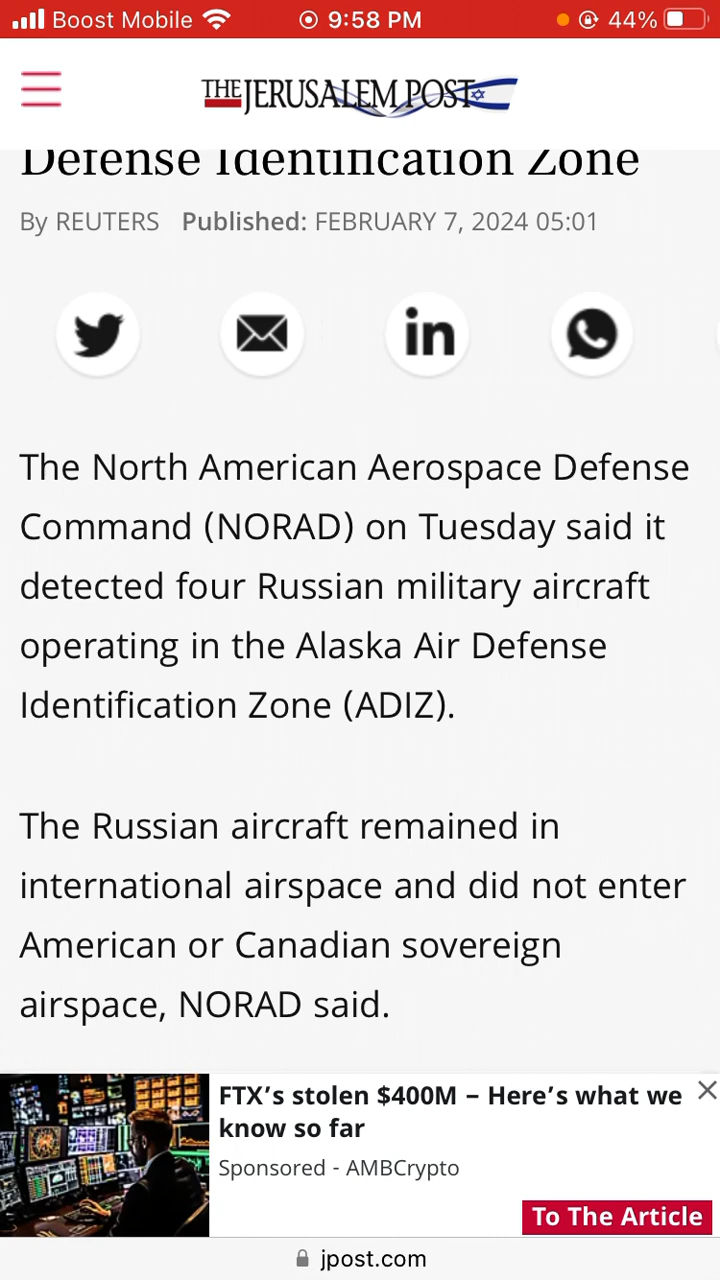 Boost Mobile 9:58 PM 44%
THE JERUSALEM POST
Defense Identification Zone
By REUTERS Published: FEBRUARY 7, 2024 05:01
in
The North American Aerospace Defense
Command (NORAD) on Tuesday said it
detected four Russian military aircraft
operating in the Alaska Air Defense
Identification Zone (ADIZ).
The Russian aircraft remained in
international airspace and did not enter
American or Canadian sovereign
airspace, NORAD said.
FTX’s stolen $400M – Here’s what we
know so far
Sponsored - AMBCrypto
To The Article
jpost.com